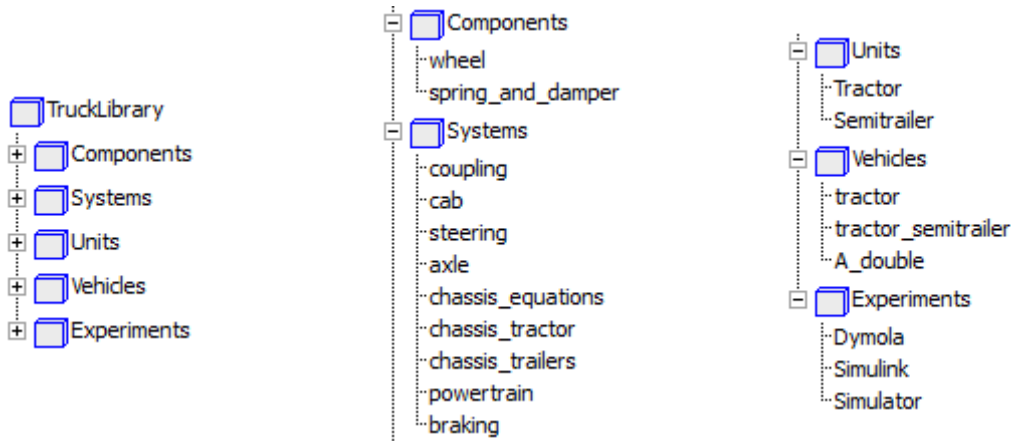 TruckLibrary
Components
Systems
Units
Vehicles
Experiments
Components
wheel
spring_and_damper
Systems
coupling
cab
steering
axle
chassis_equations
chassis_tractor
chassis_trailers
powertrain
braking
Units
Tractor
Semitrailer
Vehicles
tractor
tractor_semitrailer
A_double
Experiments
Dymola
Simulink
Simulator